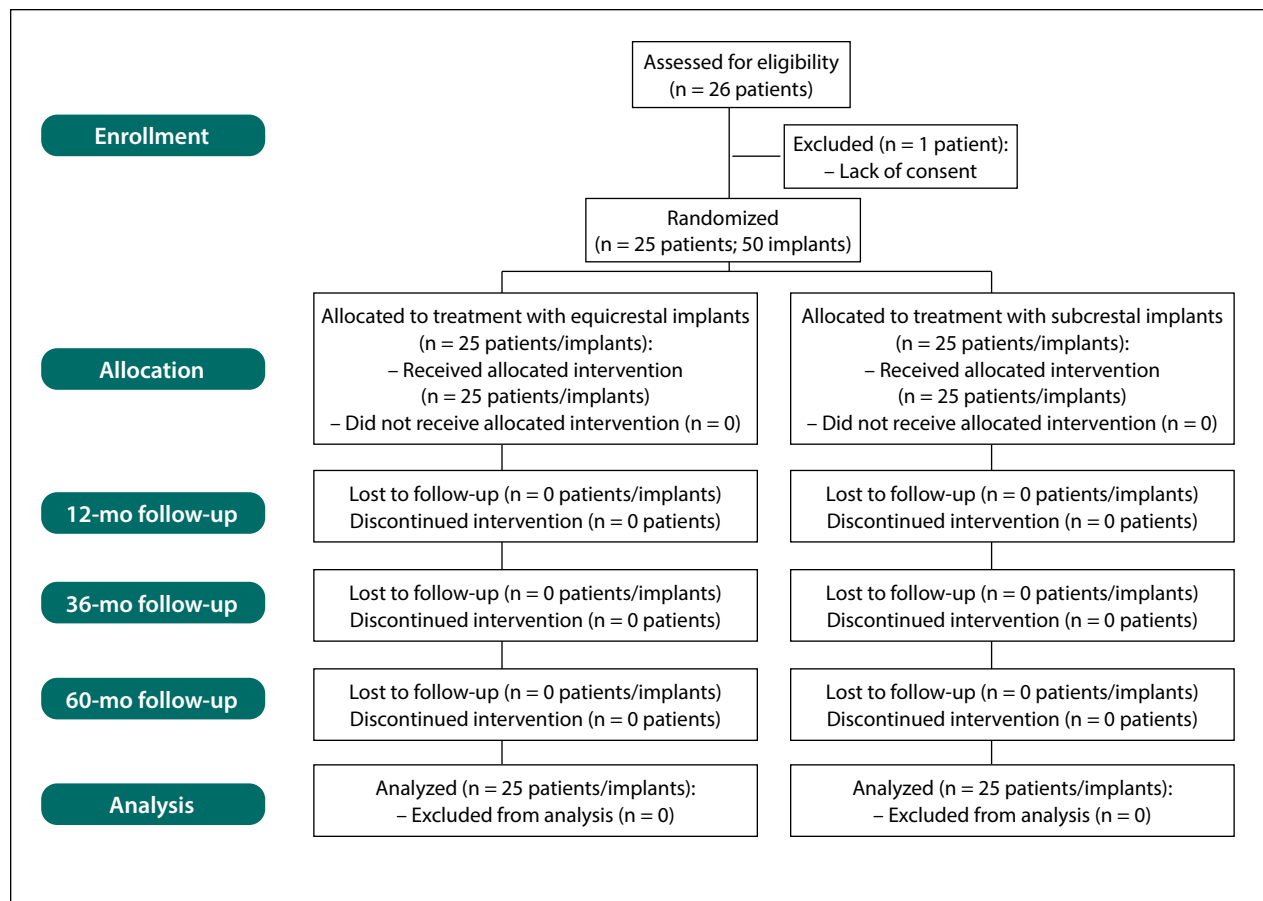 Assessed for eligibility
(n = 26 patients)
Enrollment
Excluded (n = 1 patient):
– Lack of consent
Randomized
(n = 25 patients; 50 implants)
Allocation
Allocated to treatment with equicrestal implants
(n = 25 patients/implants):
– Received allocated intervention
(n = 25 patients/implants)
– Did not receive allocated intervention (n = 0)
Allocated to treatment with subcrestal implants
(n = 25 patients/implants):
– Received allocated intervention
(n = 25 patients/implants)
– Did not receive allocated intervention (n = 0)
12-mo follow-up
Lost to follow-up (n = 0 patients/implants)
Discontinued intervention (n = 0 patients)
Lost to follow-up (n = 0 patients/implants)
Discontinued intervention (n = 0 patients)
36-mo follow-up
Lost to follow-up (n = 0 patients/implants)
Discontinued intervention (n = 0 patients)
Lost to follow-up (n = 0 patients/implants)
Discontinued intervention (n = 0 patients)
60-mo follow-up
Lost to follow-up (n = 0 patients/implants)
Discontinued intervention (n = 0 patients)
Lost to follow-up (n = 0 patients/implants)
Discontinued intervention (n = 0 patients)
Analysis
Analyzed (n = 25 patients/implants):
– Excluded from analysis (n = 0)
Analyzed (n = 25 patients/implants):
– Excluded from analysis (n = 0)